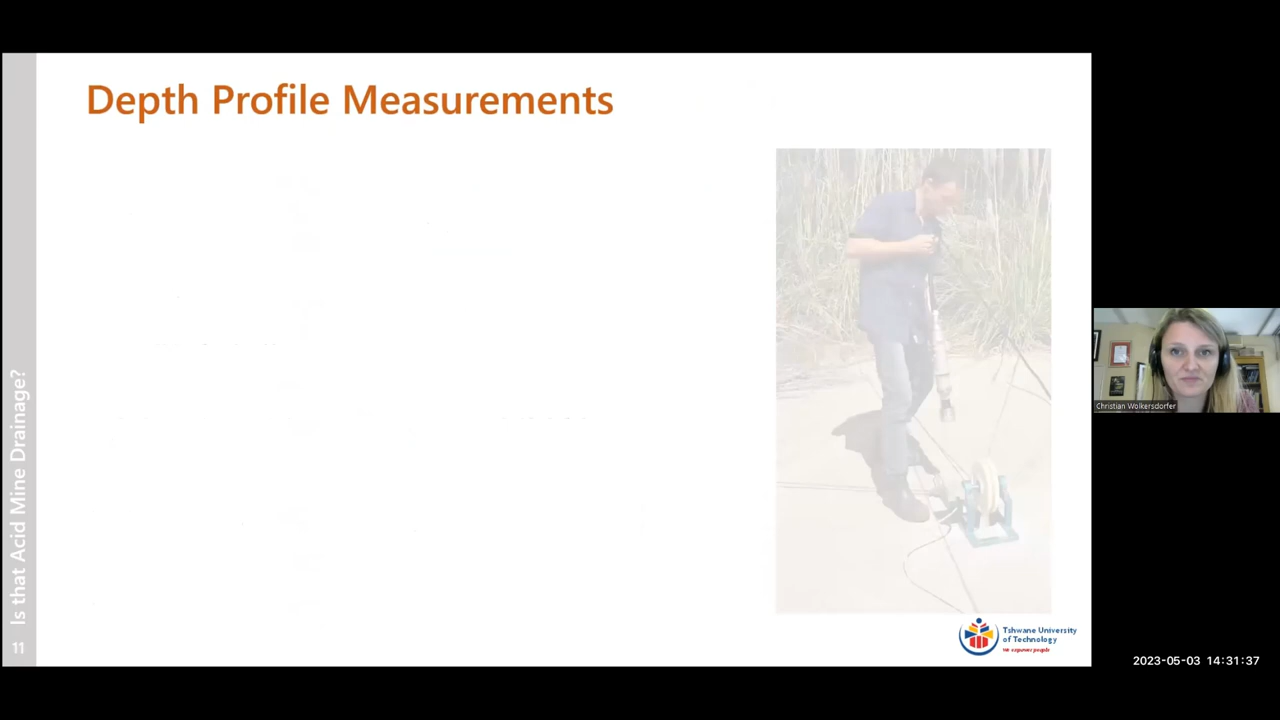 Depth Profile Measurements
Is that Acid Mine Drainage?
11
Tshwane University
of Technology
We empower people
Christian Wolkersdorfer
2023-05-03 14:31:37